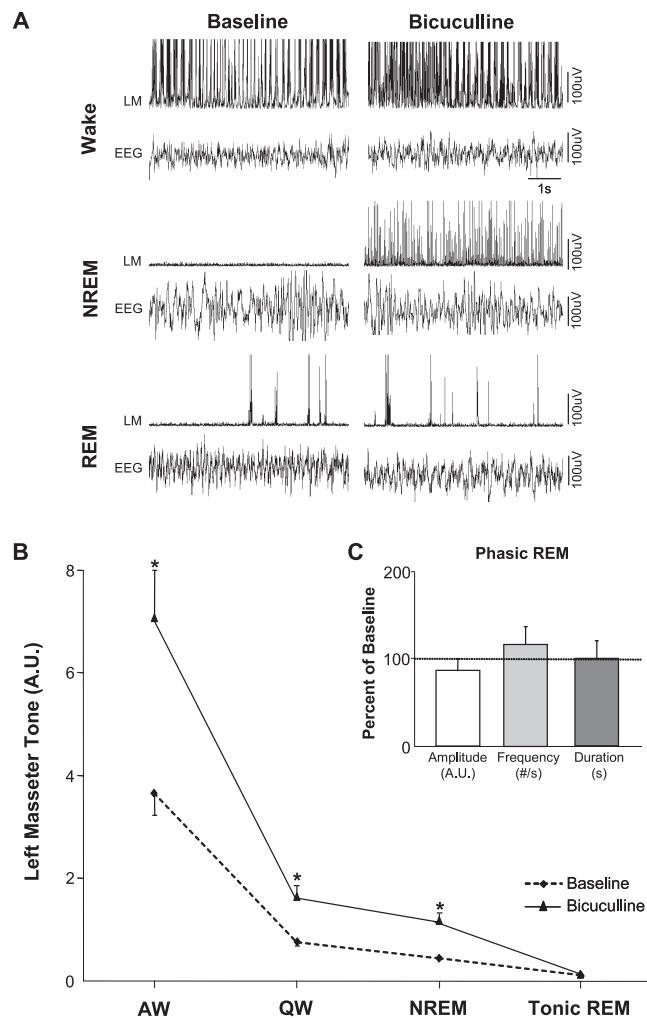 A
Baseline
Bicuculline
Wake
LM
100uV
EEG
100uV
1s
NREM
LM
100uV
EEG
100uV
REM
LM
100uV
EEG
100uV
B
Left Masseter Tone (A.U.)
8
6
4
2
0
*
*
*
AW
QW
NREM
Tonic REM
Baseline
Bicuculline
C
Phasic REM
Percent of Baseline
200
100
0
Amplitude Frequency Duration
(A.U.) (#/s) (s)